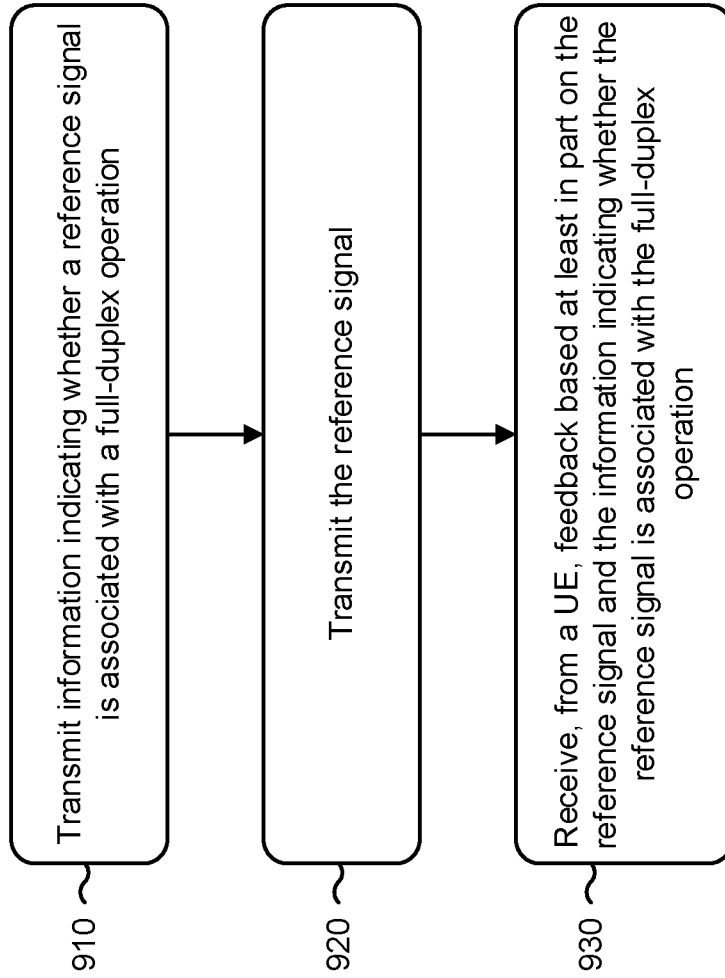 910
Transmit information indicating whether a reference signal
is associated with a full-duplex operation
920
Transmit the reference signal
930
Receive, from a UE, feedback based at least in part on the
reference signal and the information indicating whether the
reference signal is associated with the full-duplex
operation